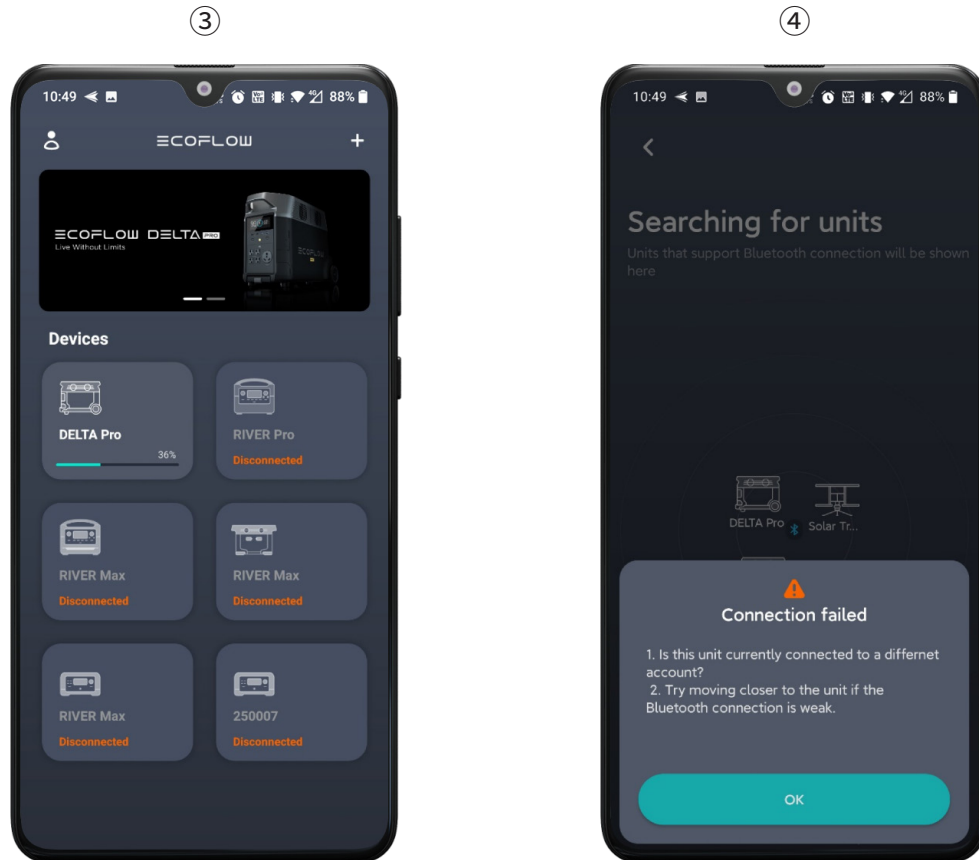 ③
10:49
88%
ECOFLOW
+
ECOFLOW DELTA PRO
Live Without Limits
ECOFLOW
Devices
DELTA Pro
36%
RIVER Pro
Disconnected
RIVER Max
Disconnected
RIVER Max
Disconnected
RIVER Max
Disconnected
250007
Disconnected
④
10:49
88%
Searching for units
Units that support Bluetooth connection will be shown
here
DELTA Pro
Solar Tr...
Connection failed
1. Is this unit currently connected to a differnet
account?
2. Try moving closer to the unit if the
Bluetooth connection is weak.
OK